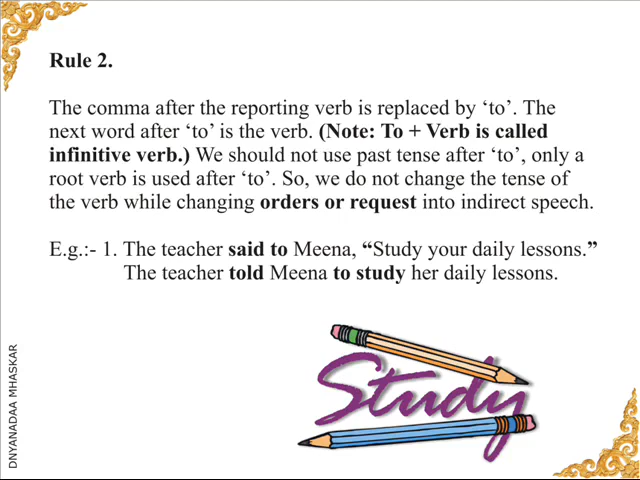 Rule 2.
The comma after the reporting verb is replaced by ‘to’. The
next word after ‘to’ is the verb. (Note: To + Verb is called
infinitive verb.) We should not use past tense after ‘to’, only a
root verb is used after ‘to’. So, we do not change the tense of
the verb while changing orders or request into indirect speech.
E.g.:- 1. The teacher said to Meena, “Study your daily lessons.”
The teacher told Meena to study her daily lessons.
Study
DNYANADAA MHASKAR